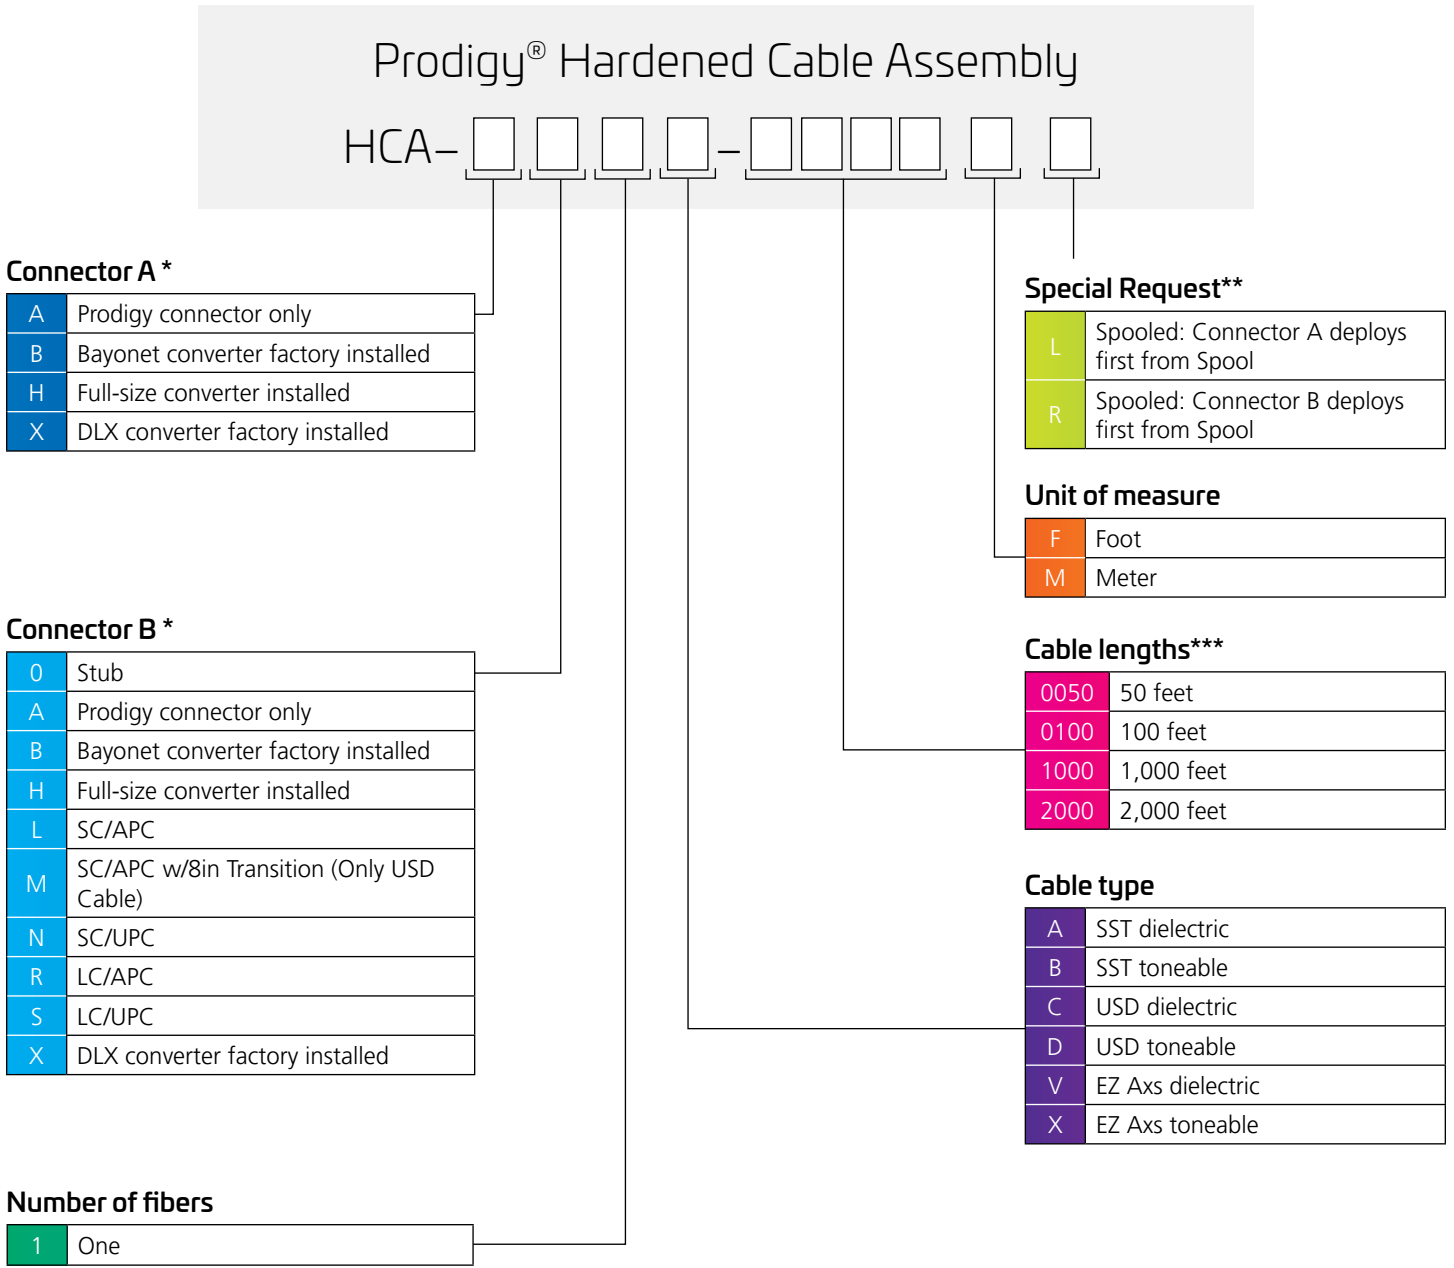 Prodigy® Hardened Cable Assembly
HCA– –
Connector A *
A Prodigy connector only
B Bayonet converter factory installed
H Full-size converter installed
X DLX converter factory installed
Connector B *
0 Stub
A Prodigy connector only
B Bayonet converter factory installed
H Full-size converter installed
L SC/APC
M SC/APC w/8in Transition (Only USD
Cable)
N SC/UPC
R LC/APC
S LC/UPC
X DLX converter factory installed
Number of fibers
1 One
Special Request**
L Spooled: Connector A deploys
first from Spool
R Spooled: Connector B deploys
first from Spool
Unit of measure
F Foot
M Meter
Cable lengths***
0050 50 feet
0100 100 feet
1000 1,000 feet
2000 2,000 feet
Cable type
A SST dielectric
B SST toneable
C USD dielectric
D USD toneable
V EZ Axs dielectric
X EZ Axs toneable